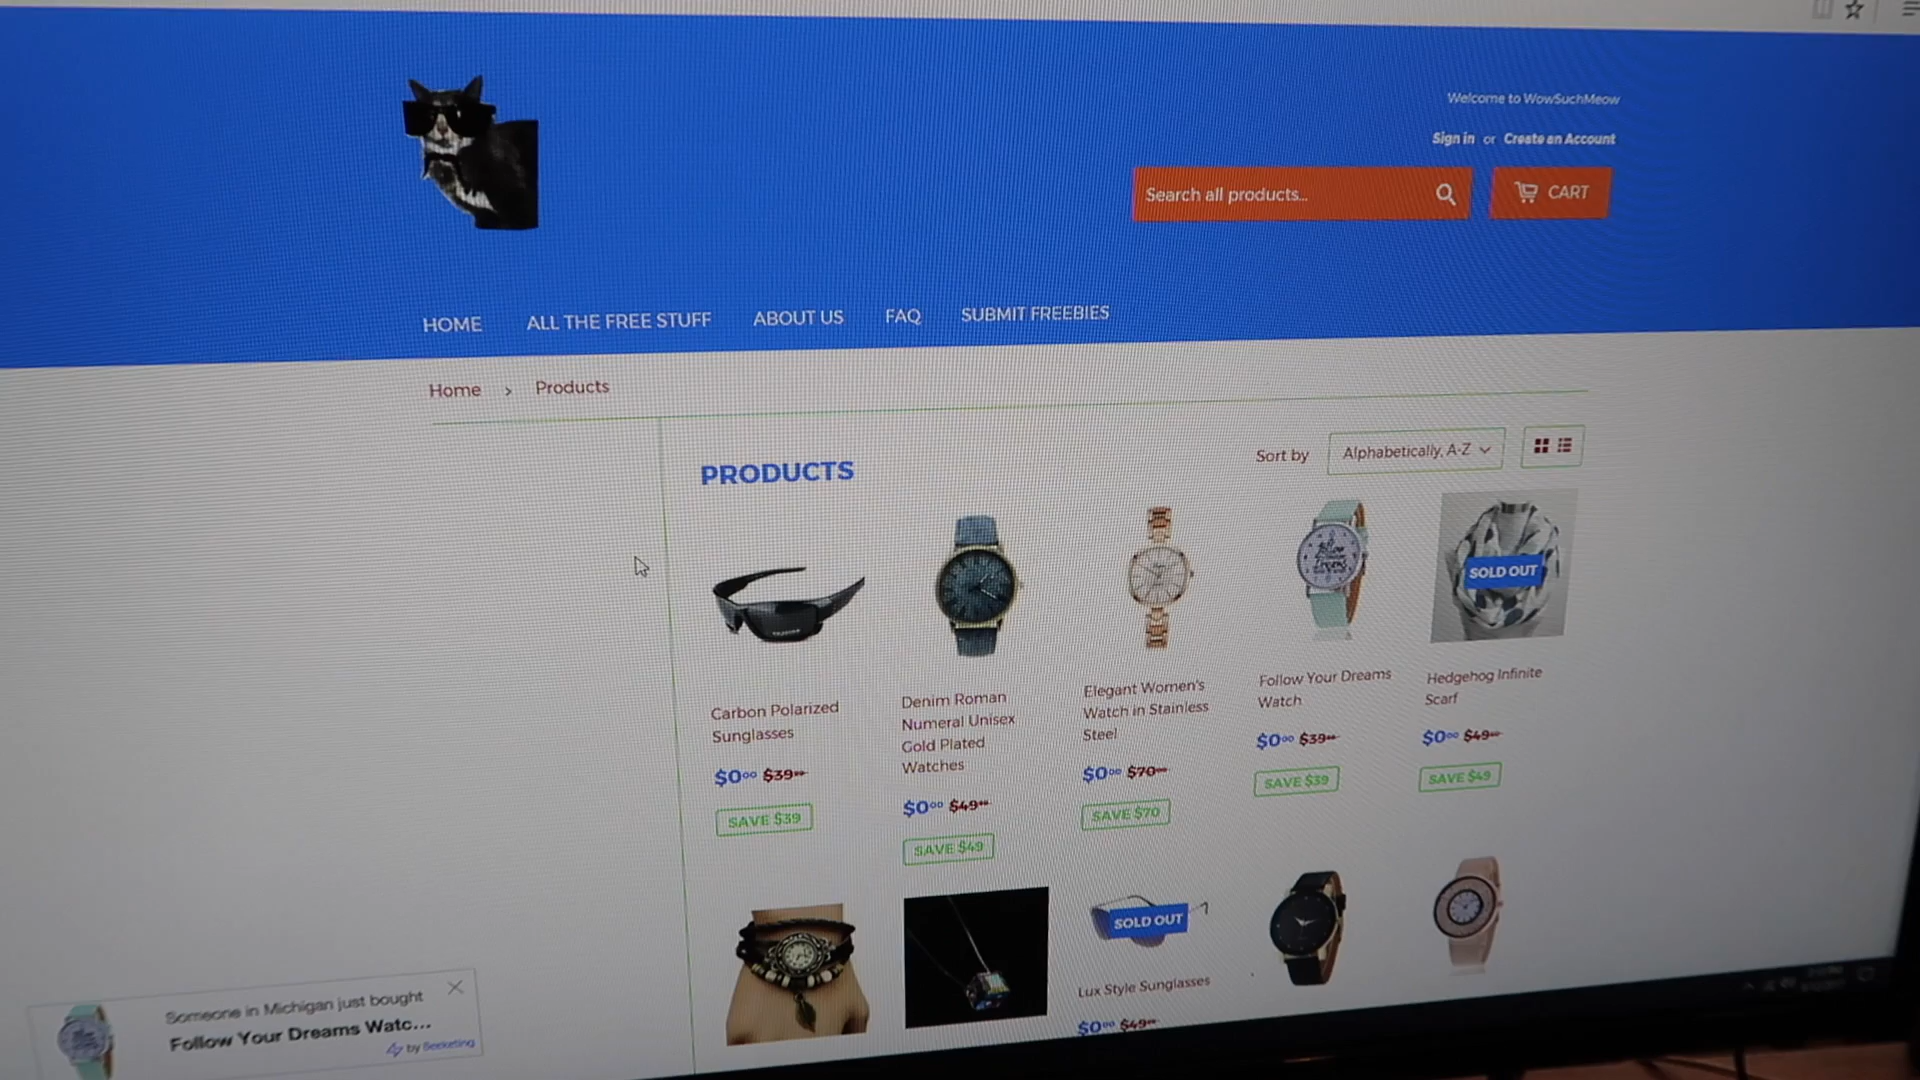 Welcome to WowSuchMeow
Sign in or Create an Account
Search all products...
CART
HOME
ALL THE FREE STUFF
ABOUT US
FAQ
SUBMIT FREEBIES
Home > Products
PRODUCTS
Sort by
Alphabetically, A-Z
SOLD OUT
Carbon Polarized
Sunglasses
$0.00 $39
SAVE $39
Denim Roman
Numeral Unisex
Gold Plated
Watches
$0.00 $49
SAVE $49
Elegant Women's
Watch in Stainless
Steel
$0.00 $70
SAVE $70
Follow Your Dreams
Watch
$0.00 $39
SAVE $39
Hedgehog Infinite
Scarf
$0.00 $49
SAVE $49
SOLD OUT
Lux Style Sunglasses
$0.00 $49
Someone in Michigan just bought
Follow Your Dreams Watc...
by Beeketing